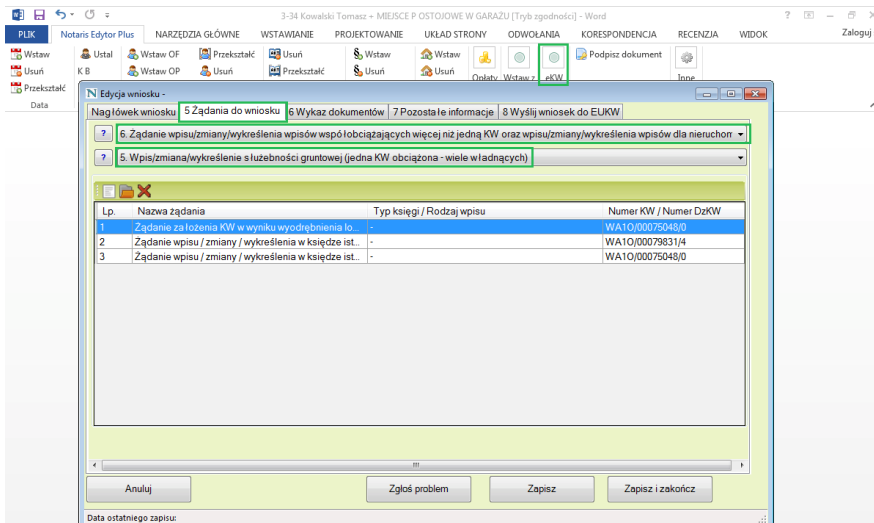 3-34 Kowalski Tomasz + MIEJSCE P OSTOJOWE W GARAŻU [Tryb zgodności] - Word
PLIK Notaris Edytor Plus NARZĘDZIA GŁÓWNE WSTAWIANIE PROJEKTOWANIE UKŁAD STRONY ODWOŁANIA KORESPONDENCJA RECENZJA WIDOK Zaloguj
Wstaw Ustal Wstaw OF Przekształć Usuń Wstaw Wstaw Podpisz dokument
Usuń K B Wstaw OP Usuń Przekształć Usuń Usuń Opłaty Wstaw z eKW Inne
Przekształć
Data
Edycja wniosku -
Nagłówek wniosku 5 Żądania do wniosku 6 Wykaz dokumentów 7 Pozostałe informacje 8 Wyślij wniosek do EUKW
? 6. Żądanie wpisu/zmiany/wykreślenia wpisów współobciążających więcej niż jedną KW oraz wpisu/zmiany/wykreślenia wpisów dla nieruchom
? 5. Wpis/zmiana/wykreślenie służebności gruntowej (jedna KW obciążona - wiele władnących)
Lp. Nazwa żądania Typ księgi / Rodzaj wpisu Numer KW / Numer DzKW
1 Żądanie założenia KW w wyniku wyodrębnienia lo... - WA1O/00075048/0
2 Żądanie wpisu / zmiany / wykreślenia w księdze ist... - WA1O/00079831/4
3 Żądanie wpisu / zmiany / wykreślenia w księdze ist... - WA1O/00075048/0
Anuluj Zgłoś problem Zapisz Zapisz i zakończ
Data ostatniego zapisu: